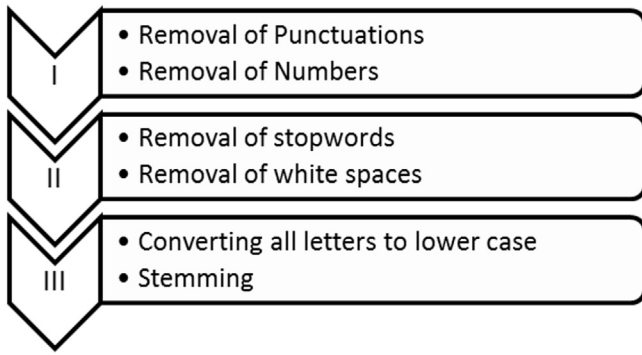 I
• Removal of Punctuations
• Removal of Numbers
II
• Removal of stopwords
• Removal of white spaces
III
• Converting all letters to lower case
• Stemming